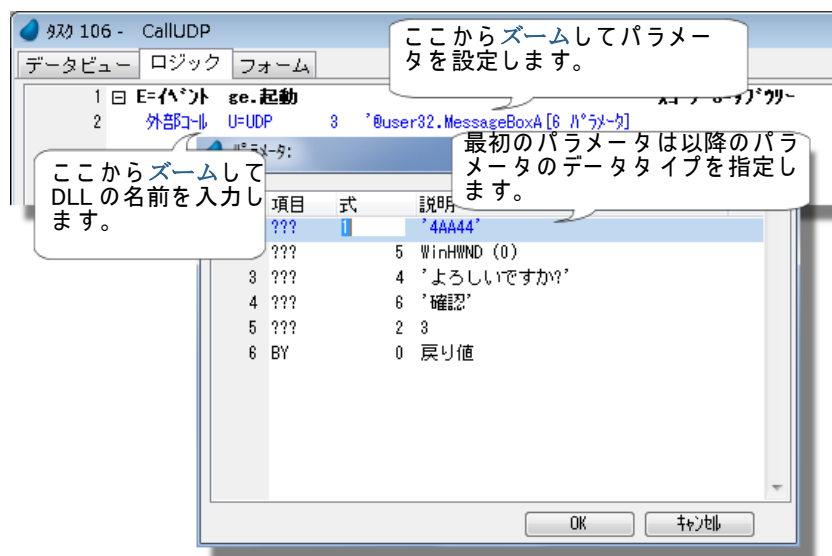 ﾀｽｸ 106 - CallUDP
データビュー ロジック フォーム
ここからズームしてパラメー
タを設定します。
1 E=ｲﾍﾞﾝﾄ ge.起動
2 外部ｺｰﾙ U=UDP 3 '@user32.MessageBoxA[6 ﾊﾟﾗﾒｰﾀ]
ここからズームして
DLL の名前を入力し
ます。
最初のパラメータは以降のパラ
メータのデータタイプを指定し
ます。
項目 式 説明
??? 1 '4AA44'
??? 5 WinHWND (0)
3 ??? 4 'よろしいですか?'
4 ??? 6 '確認'
5 ??? 2 3
6 BY 0 戻り値
OK ｷｬﾝｾﾙ